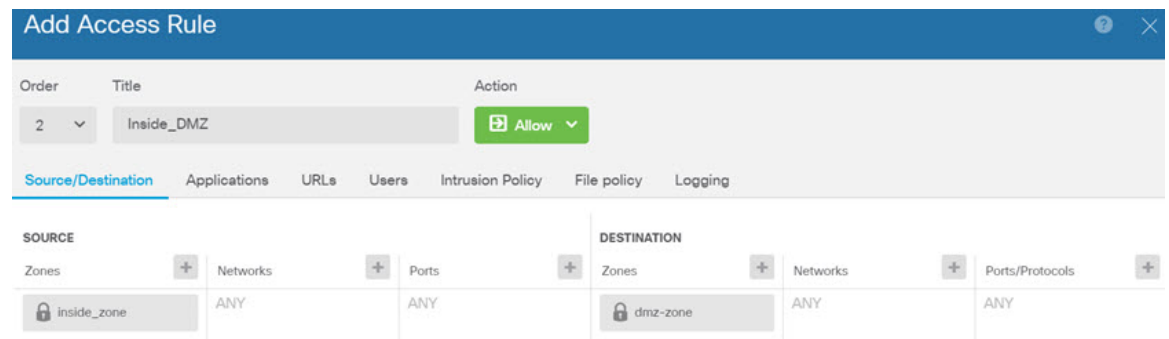 Add Access Rule
Order Title Action
2 Inside_DMZ Allow
Source/Destination Applications URLs Users Intrusion Policy File policy Logging
SOURCE DESTINATION
Zones Networks Ports Zones Networks Ports/Protocols
inside_zone ANY ANY dmz-zone ANY ANY